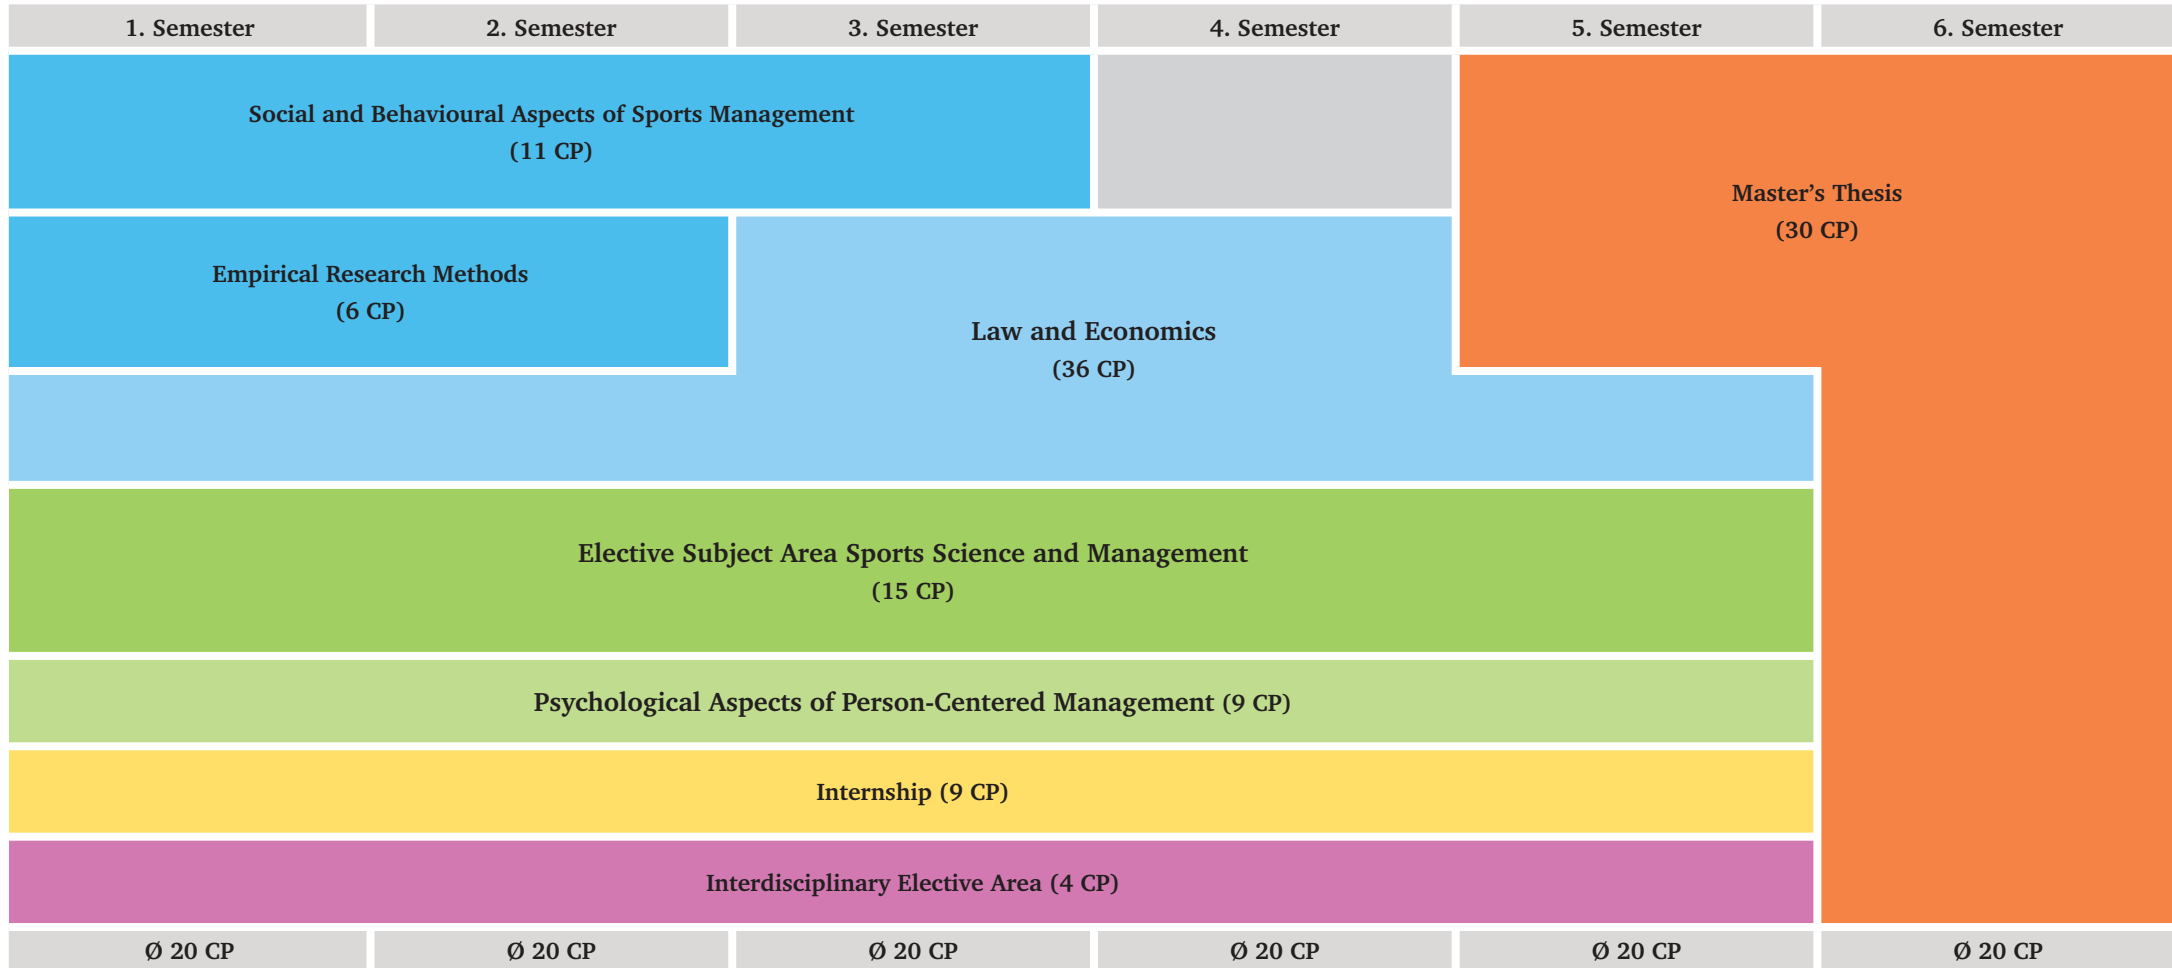 1. Semester
2. Semester
3. Semester
4. Semester
5. Semester
6. Semester
Social and Behavioural Aspects of Sports Management
(11 CP)
Master’s Thesis
(30 CP)
Empirical Research Methods
(6 CP)
Law and Economics
(36 CP)
Elective Subject Area Sports Science and Management
(15 CP)
Psychological Aspects of Person-Centered Management (9 CP)
Internship (9 CP)
Interdisciplinary Elective Area (4 CP)
Ø 20 CP
Ø 20 CP
Ø 20 CP
Ø 20 CP
Ø 20 CP
Ø 20 CP